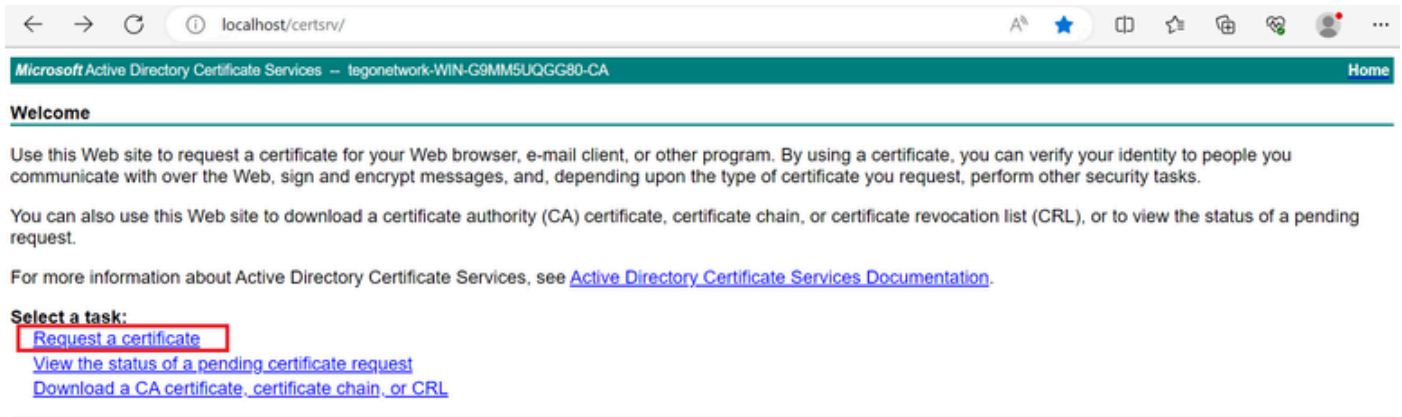 localhost/certsrv/
Microsoft Active Directory Certificate Services -- tegonetwork-WIN-G9MM5UQGG80-CA Home
Welcome
Use this Web site to request a certificate for your Web browser, e-mail client, or other program. By using a certificate, you can verify your identity to people you
communicate with over the Web, sign and encrypt messages, and, depending upon the type of certificate you request, perform other security tasks.
You can also use this Web site to download a certificate authority (CA) certificate, certificate chain, or certificate revocation list (CRL), or to view the status of a pending
request.
For more information about Active Directory Certificate Services, see Active Directory Certificate Services Documentation.
Select a task:
Request a certificate
View the status of a pending certificate request
Download a CA certificate, certificate chain, or CRL